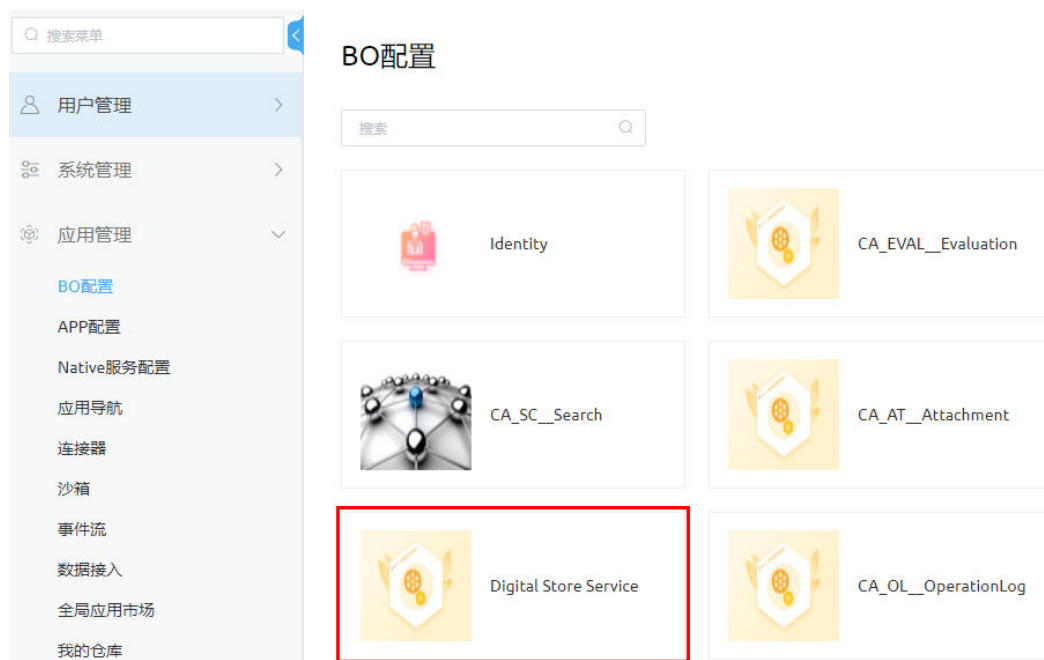 搜索菜单
用户管理
系统管理
应用管理
BO配置
APP配置
Native服务配置
应用导航
连接器
沙箱
事件流
数据接入
全局应用市场
我的仓库
BO配置
搜索
Identity
CA_EVAL__Evaluation
CA_SC__Search
CA_AT__Attachment
Digital Store Service
CA_OL__OperationLog